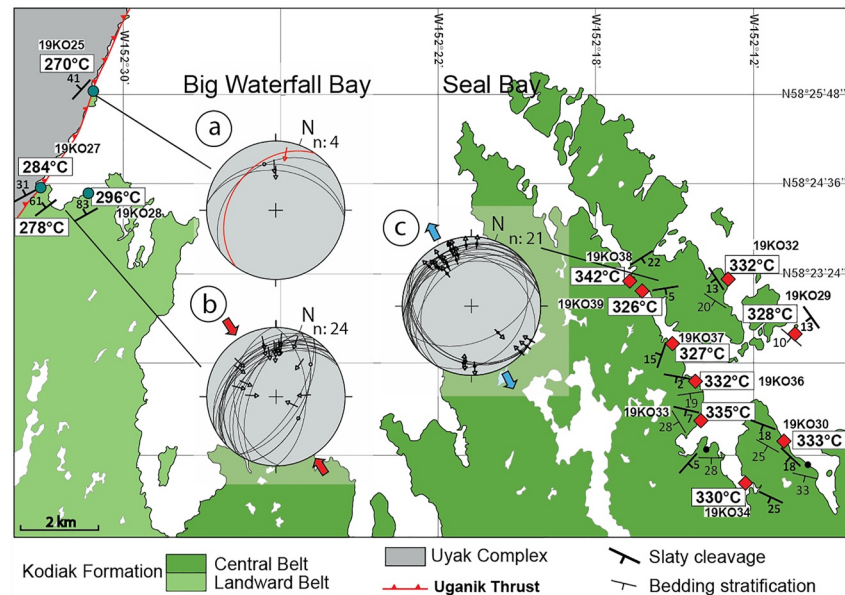 19KO25
270°C
41
W152°30'
Big Waterfall Bay
Seal Bay
W152°22'
W152°18'
W152°12'
N58°25'48"
a
N
n: 4
19KO27
284°C
31
61
278°C
83
296°C
19KO28
N58°24'36"
c
N
n: 21
19KO38
342°C
22
326°C
5
19KO39
19KO32
332°C
13
20
N58°23'24"
19KO29
328°C
13
10
b
N
n: 24
19KO37
327°C
15
2
332°C
19KO36
19
19KO33
7
335°C
28
19KO30
333°C
18
25
18
33
5
28
330°C
19KO34
25
2 km
Kodiak Formation
Central Belt
Landward Belt
Uyak Complex
Uganik Thrust
Slaty cleavage
Bedding stratification